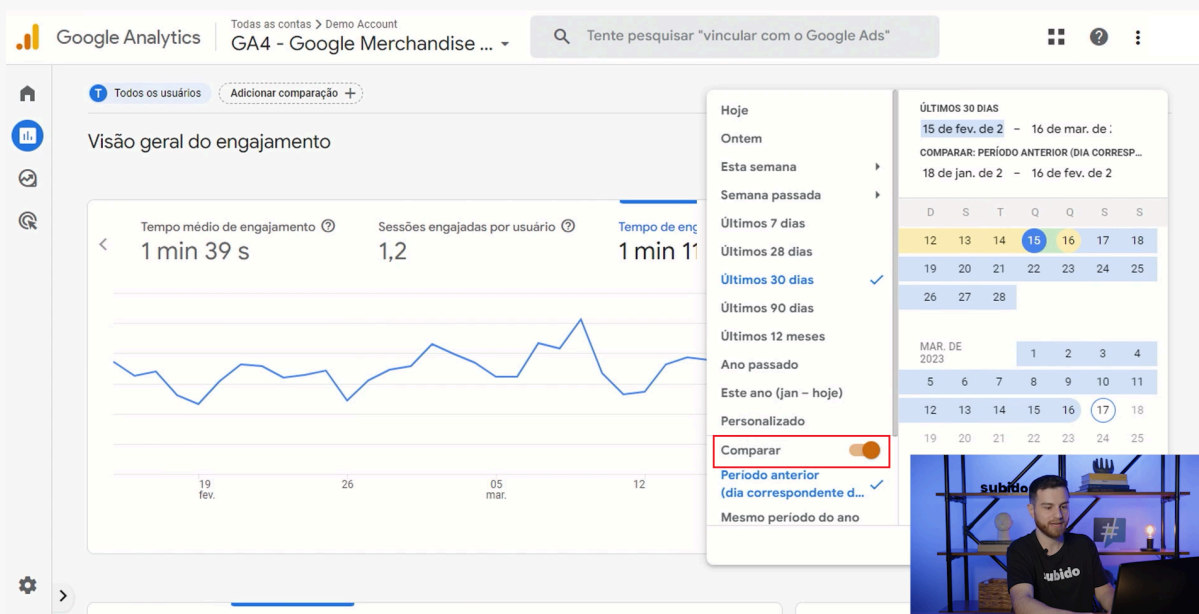 Todas as contas > Demo Account
Google Analytics
GA4 - Google Merchandise ...
Tente pesquisar "vincular com o Google Ads"
T Todos os usuários
Adicionar comparação +
Visão geral do engajamento
Tempo médio de engajamento
1 min 39 s
Sessões engajadas por usuário
1,2
Tempo de eng
1 min 11
19
fev.
26
05
mar.
12
Hoje
Ontem
Esta semana
Semana passada
Últimos 7 dias
Últimos 28 dias
Últimos 30 dias
Últimos 90 dias
Últimos 12 meses
Ano passado
Este ano (jan – hoje)
Personalizado
Comparar
Período anterior
(dia correspondente d...
Mesmo período do ano
ÚLTIMOS 30 DIAS
15 de fev. de 2 – 16 de mar. de
COMPARAR: PERÍODO ANTERIOR (DIA CORRESP...
18 de jan. de 2 – 16 de fev. de 2
D S T Q Q S S
12 13 14 15 16 17 18
19 20 21 22 23 24 25
26 27 28
MAR. DE
2023
1 2 3 4
5 6 7 8 9 10 11
12 13 14 15 16 17 18
19 20 21 22 23 24 25
subido
#
subido